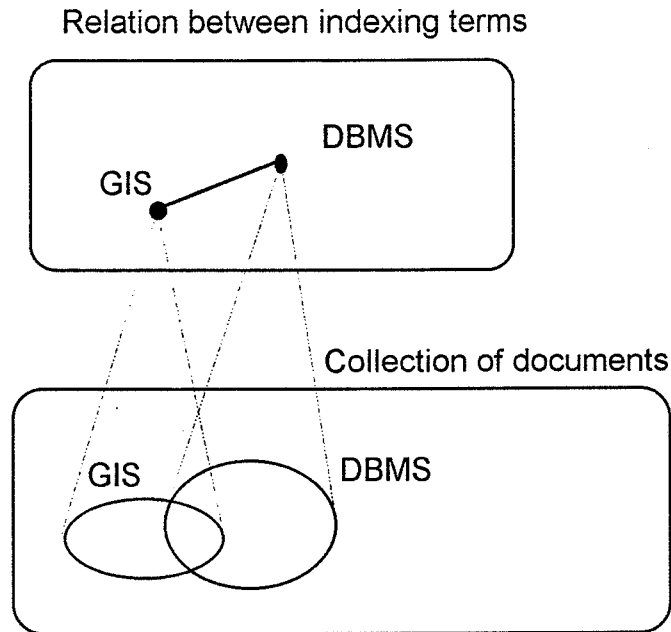 Relation between indexing terms
DBMS
GIS
Collection of documents
GIS
DBMS